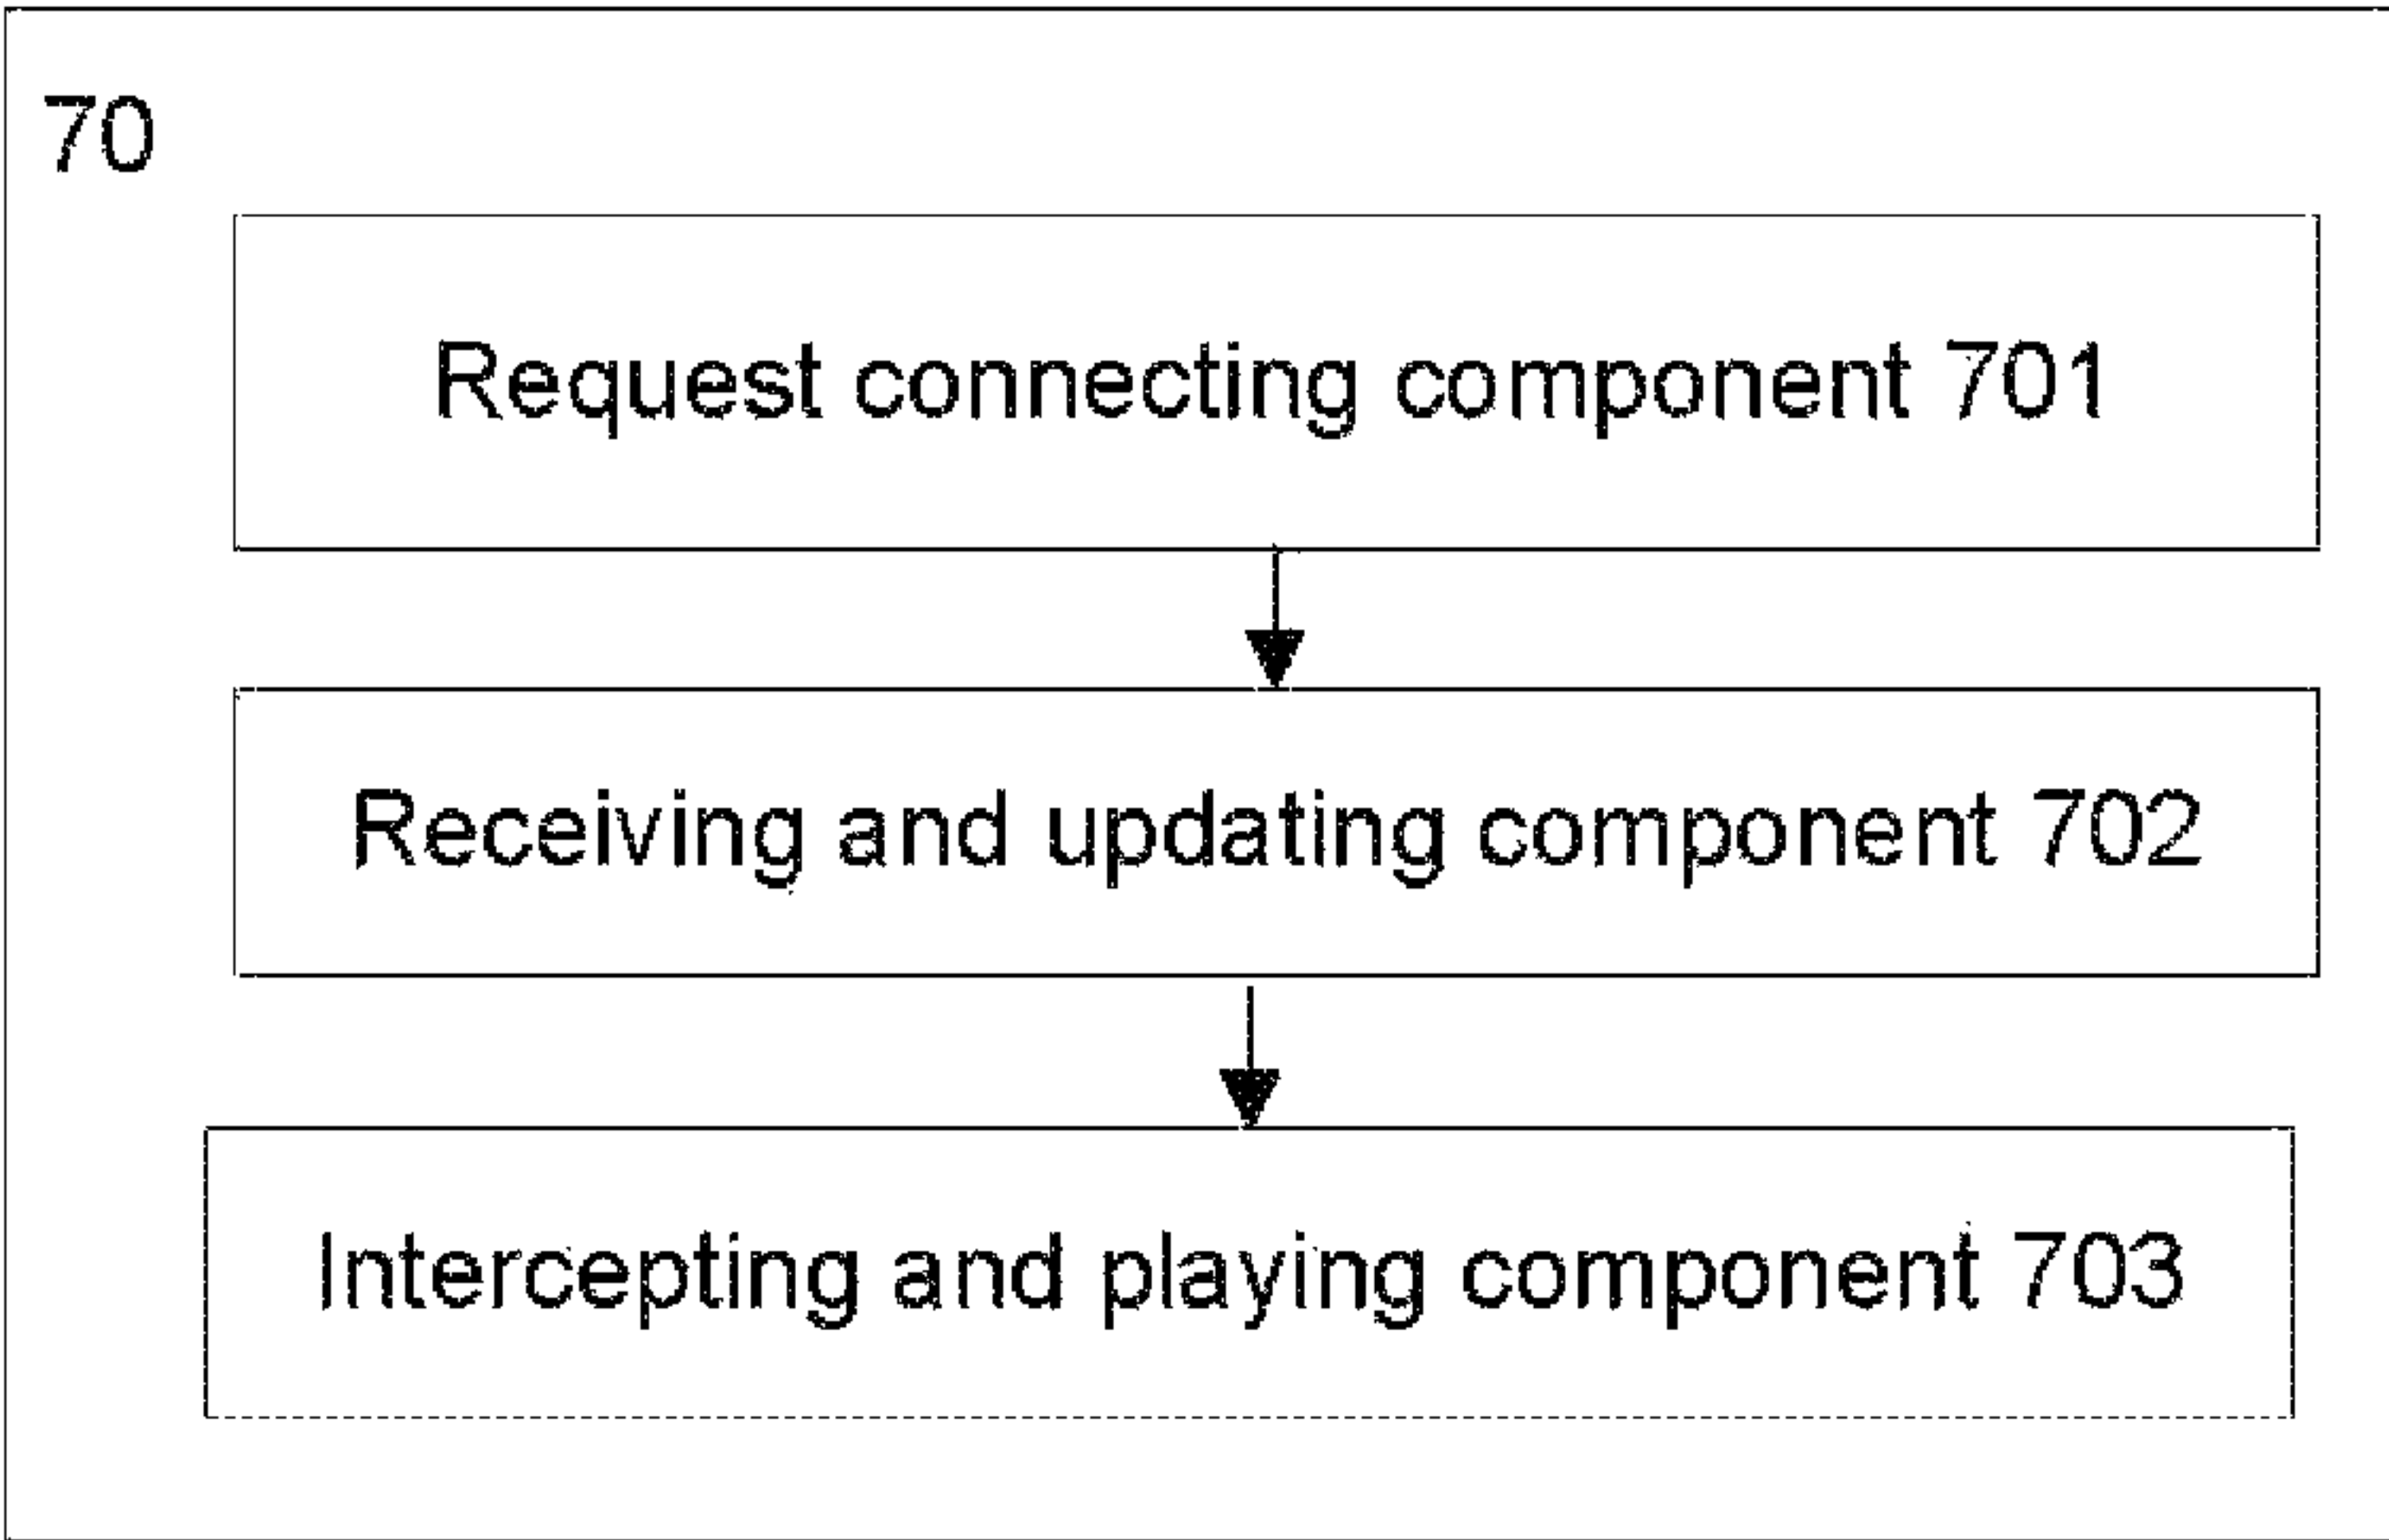 70
Request connecting component 701
Receiving and updating component 702
Intercepting and playing component 703